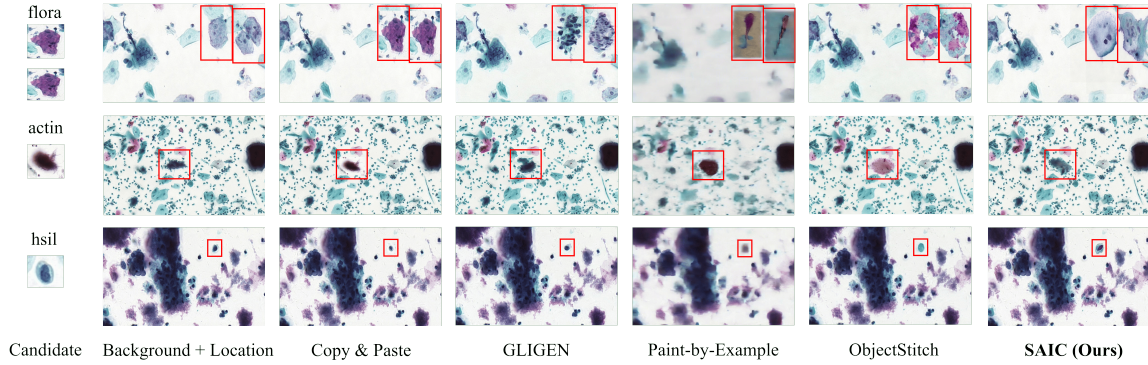 flora
actin
hsil
Candidate Background + Location Copy & Paste GLIGEN Paint-by-Example ObjectStitch SAIC (Ours)